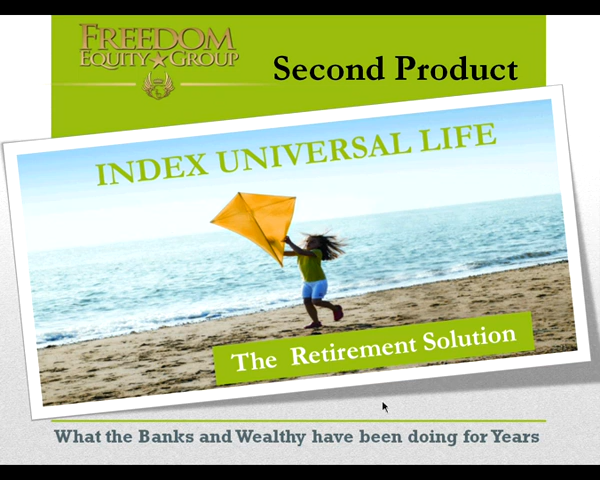 FREEDOM
EQUITY★GROUP
Second Product
INDEX UNIVERSAL LIFE
The Retirement Solution
What the Banks and Wealthy have been doing for Years